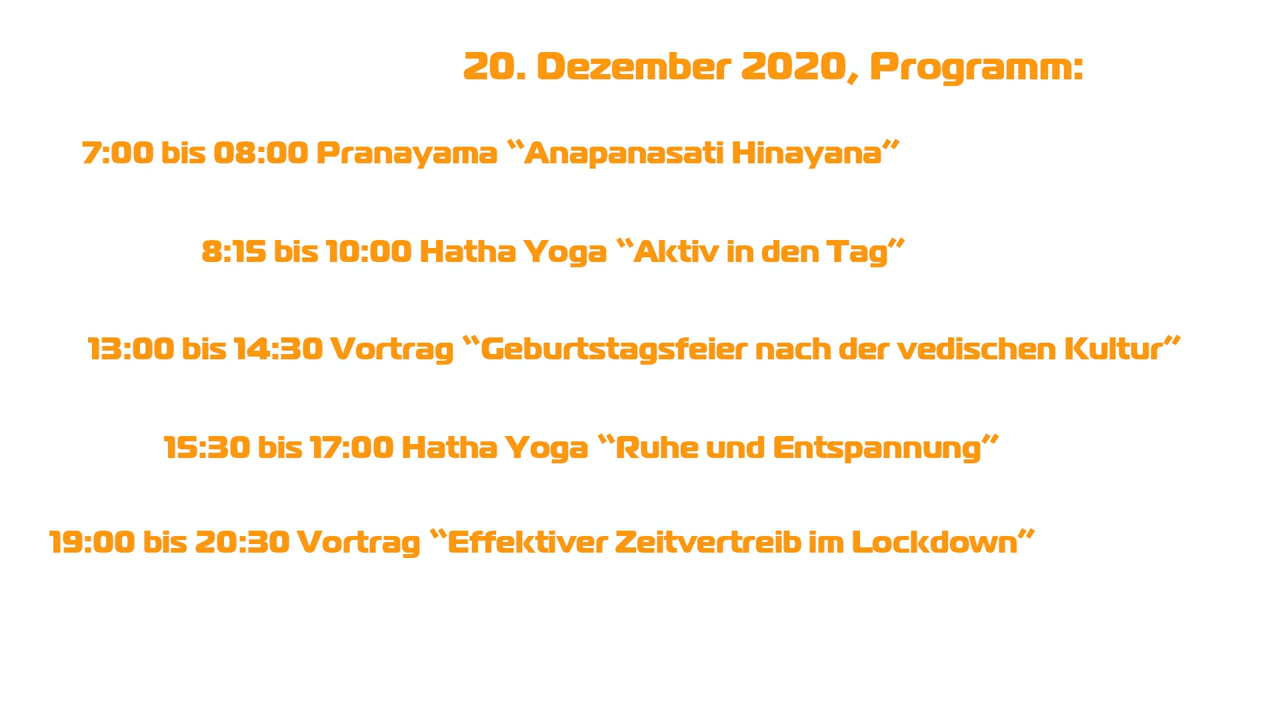 20. Dezember 2020, Programm:
7:00 bis 08:00 Pranayama “Anapanasati Hinayana”
8:15 bis 10:00 Hatha Yoga “Aktiv in den Tag”
13:00 bis 14:30 Vortrag “Geburtstagsfeier nach der vedischen Kultur”
15:30 bis 17:00 Hatha Yoga “Ruhe und Entspannung”
19:00 bis 20:30 Vortrag “Effektiver Zeitvertreib im Lockdown”